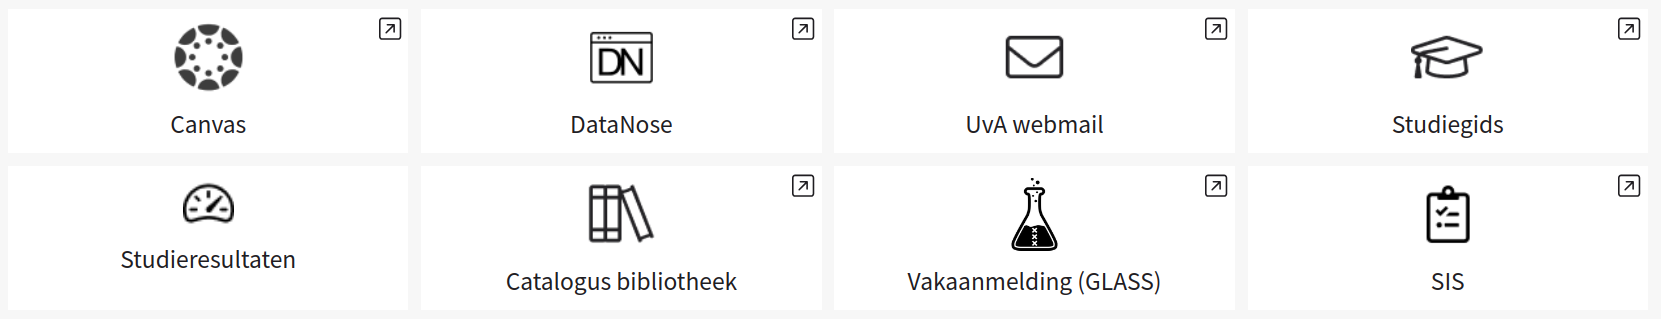 Canvas
DN
DataNose
UvA webmail
Studiegids
Studieresultaten
Catalogus bibliotheek
Vakaanmelding (GLASS)
SIS